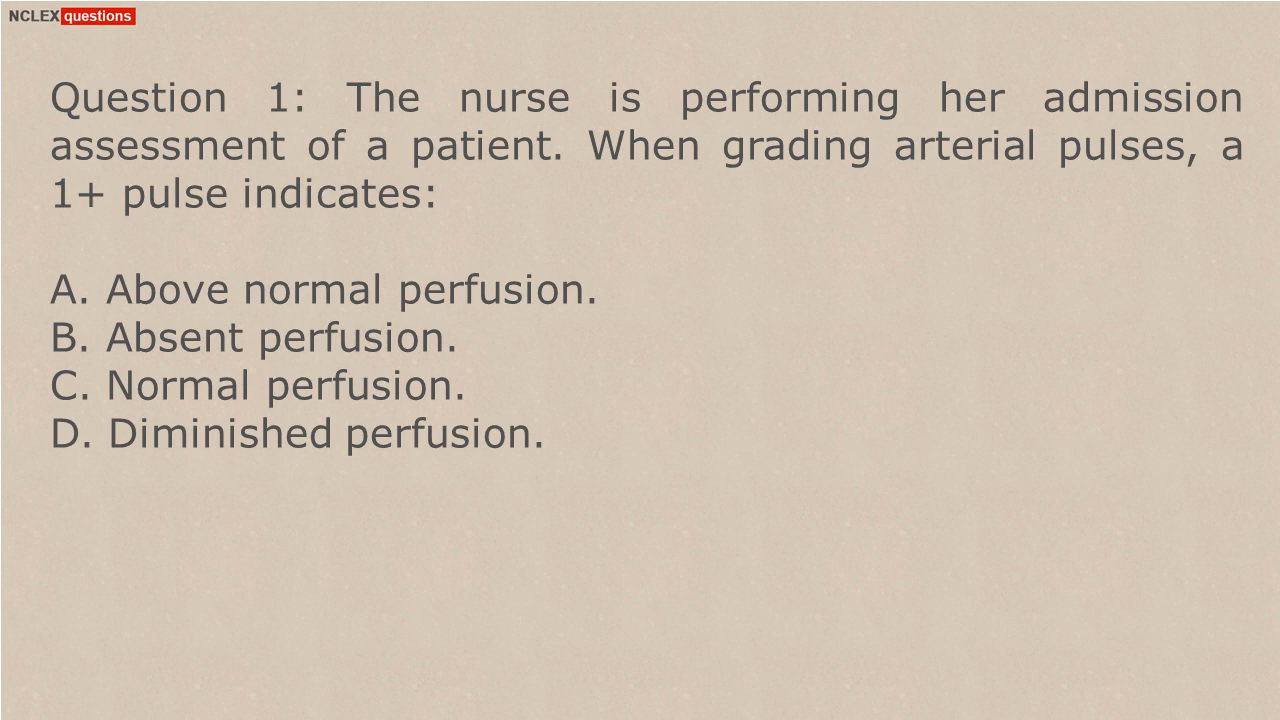 NCLEX questions
Question 1: The nurse is performing her admission
assessment of a patient. When grading arterial pulses, a
1+ pulse indicates:
A. Above normal perfusion.
B. Absent perfusion.
C. Normal perfusion.
D. Diminished perfusion.